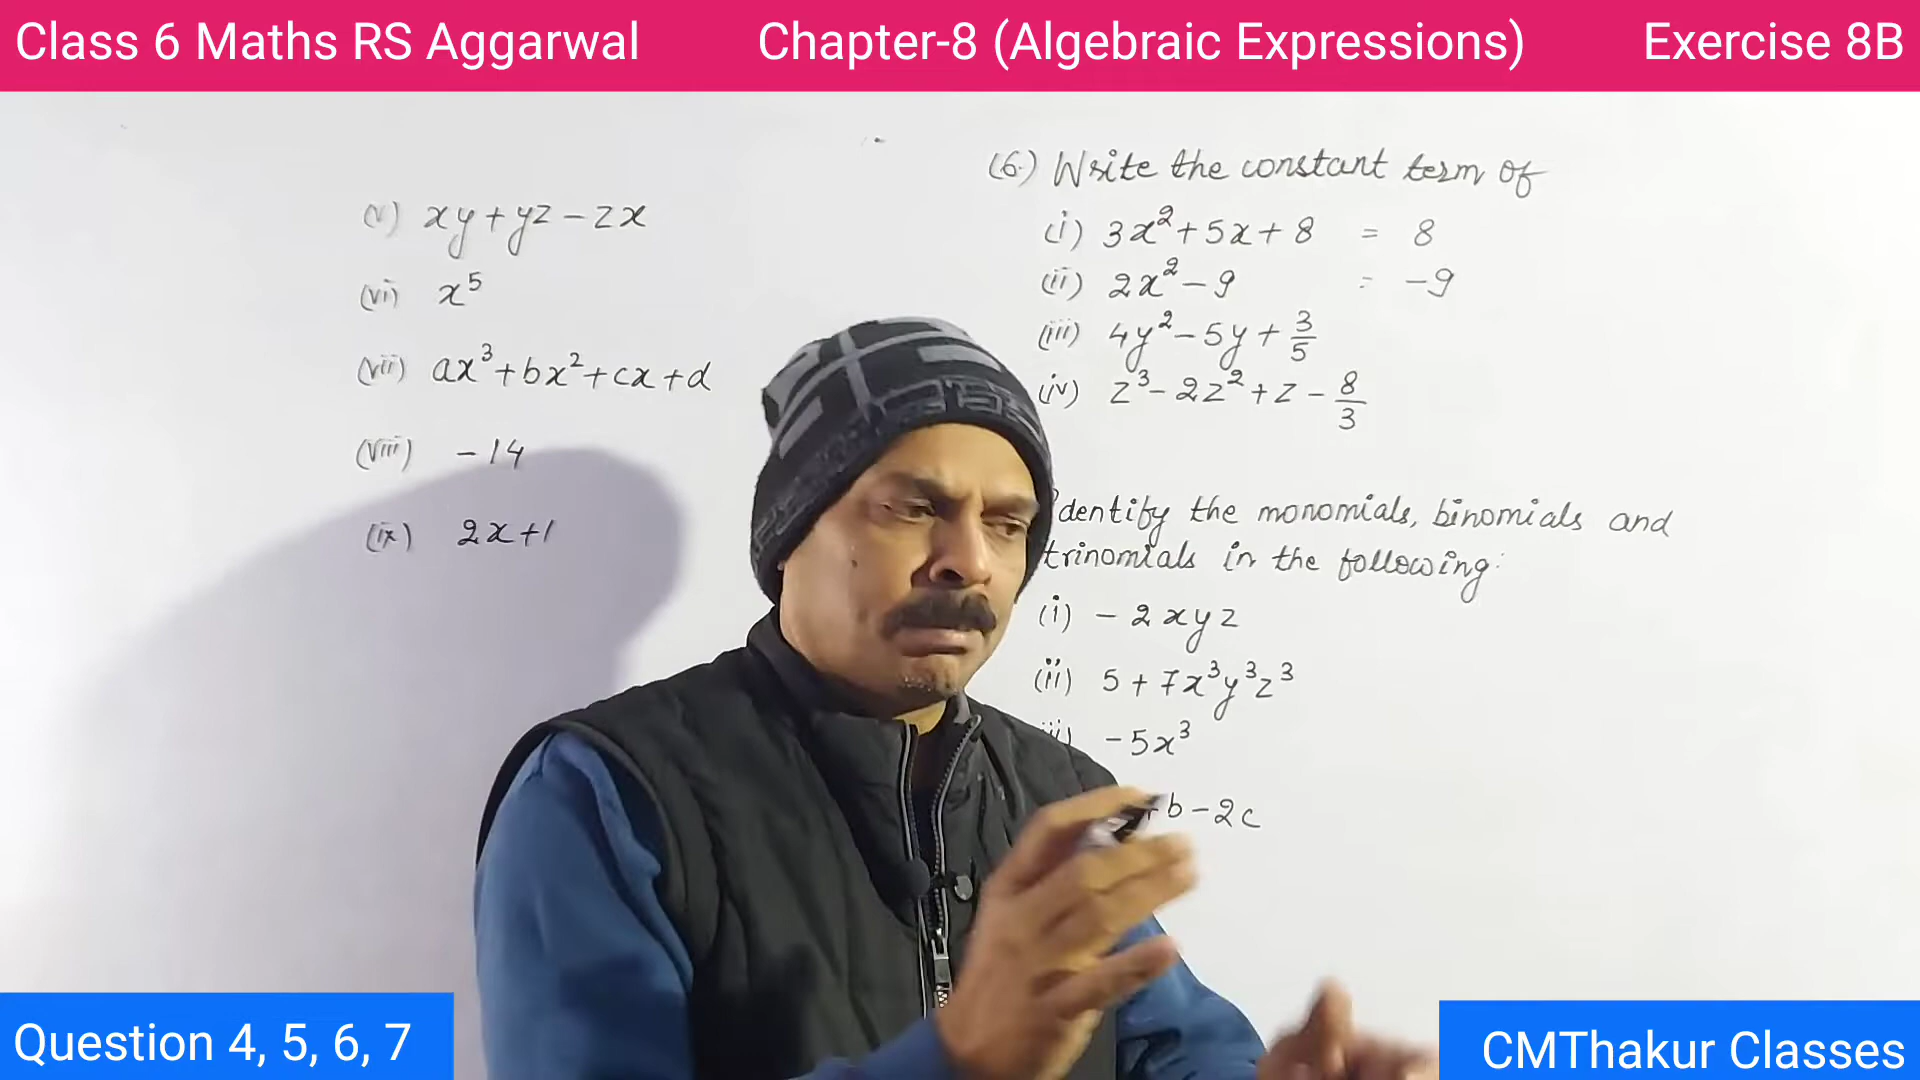 Class 6 Maths RS Aggarwal Chapter-8 (Algebraic Expressions) Exercise 8B
(v) xy+yz-zx
(vi) x⁵
(vii) ax³+bx²+cx+d
(viii) -14
(ix) 2x+1
(6.) Write the constant term of
(i) 3x²+5x+8 = 8
(ii) 2x²-9 = -9
(iii) 4y²-5y+3/5
(iv) z³-2z²+z-8/3
dentify the monomials, binomials and
trinomials in the following:
(i) -2xyz
(ii) 5+7x³y³z³
-5x³
+b-2c
Question 4, 5, 6, 7
CMThakur Classes